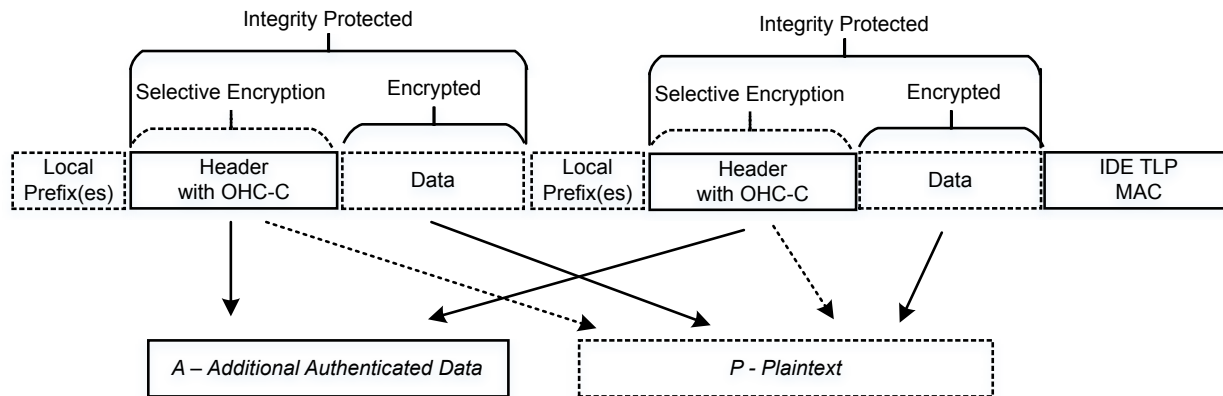 Integrity Protected
Integrity Protected
Selective Encryption
Encrypted
Selective Encryption
Encrypted
Local
Prefix(es)
Header
with OHC-C
Data
Local
Prefix(es)
Header
with OHC-C
Data
IDE TLP
MAC
A – Additional Authenticated Data
P - Plaintext